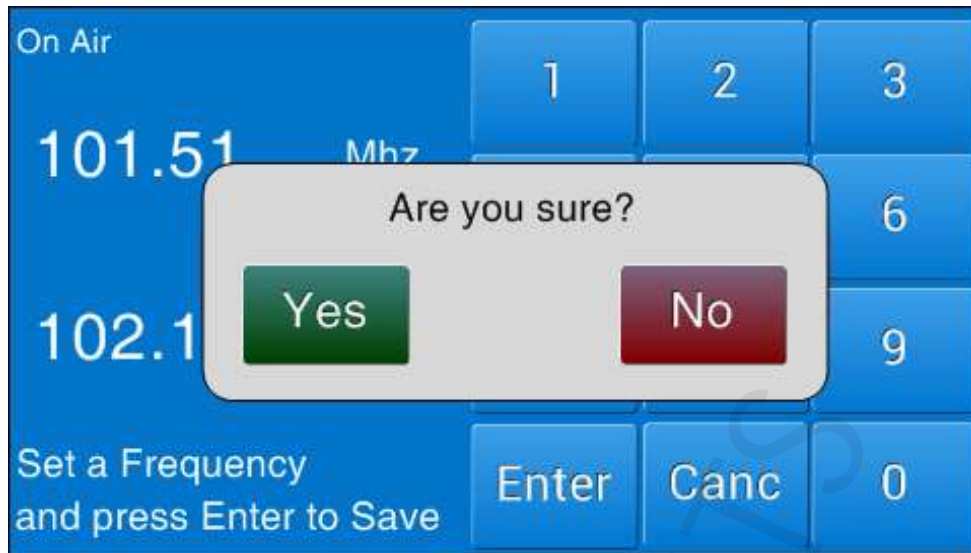 On Air
1 2 3
101.51 Mhz
Are you sure?
6
Yes No
102.1
9
Set a Frequency
and press Enter to Save
Enter Canc 0